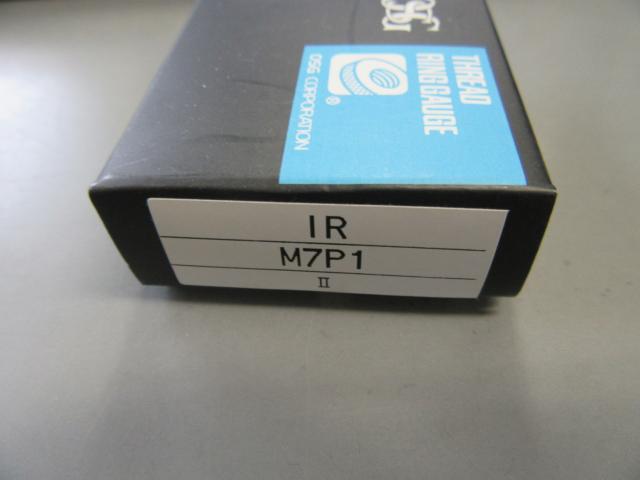 THREAD
RING GAUGE
OSG CORPORATION
®
IR
M7P1
II